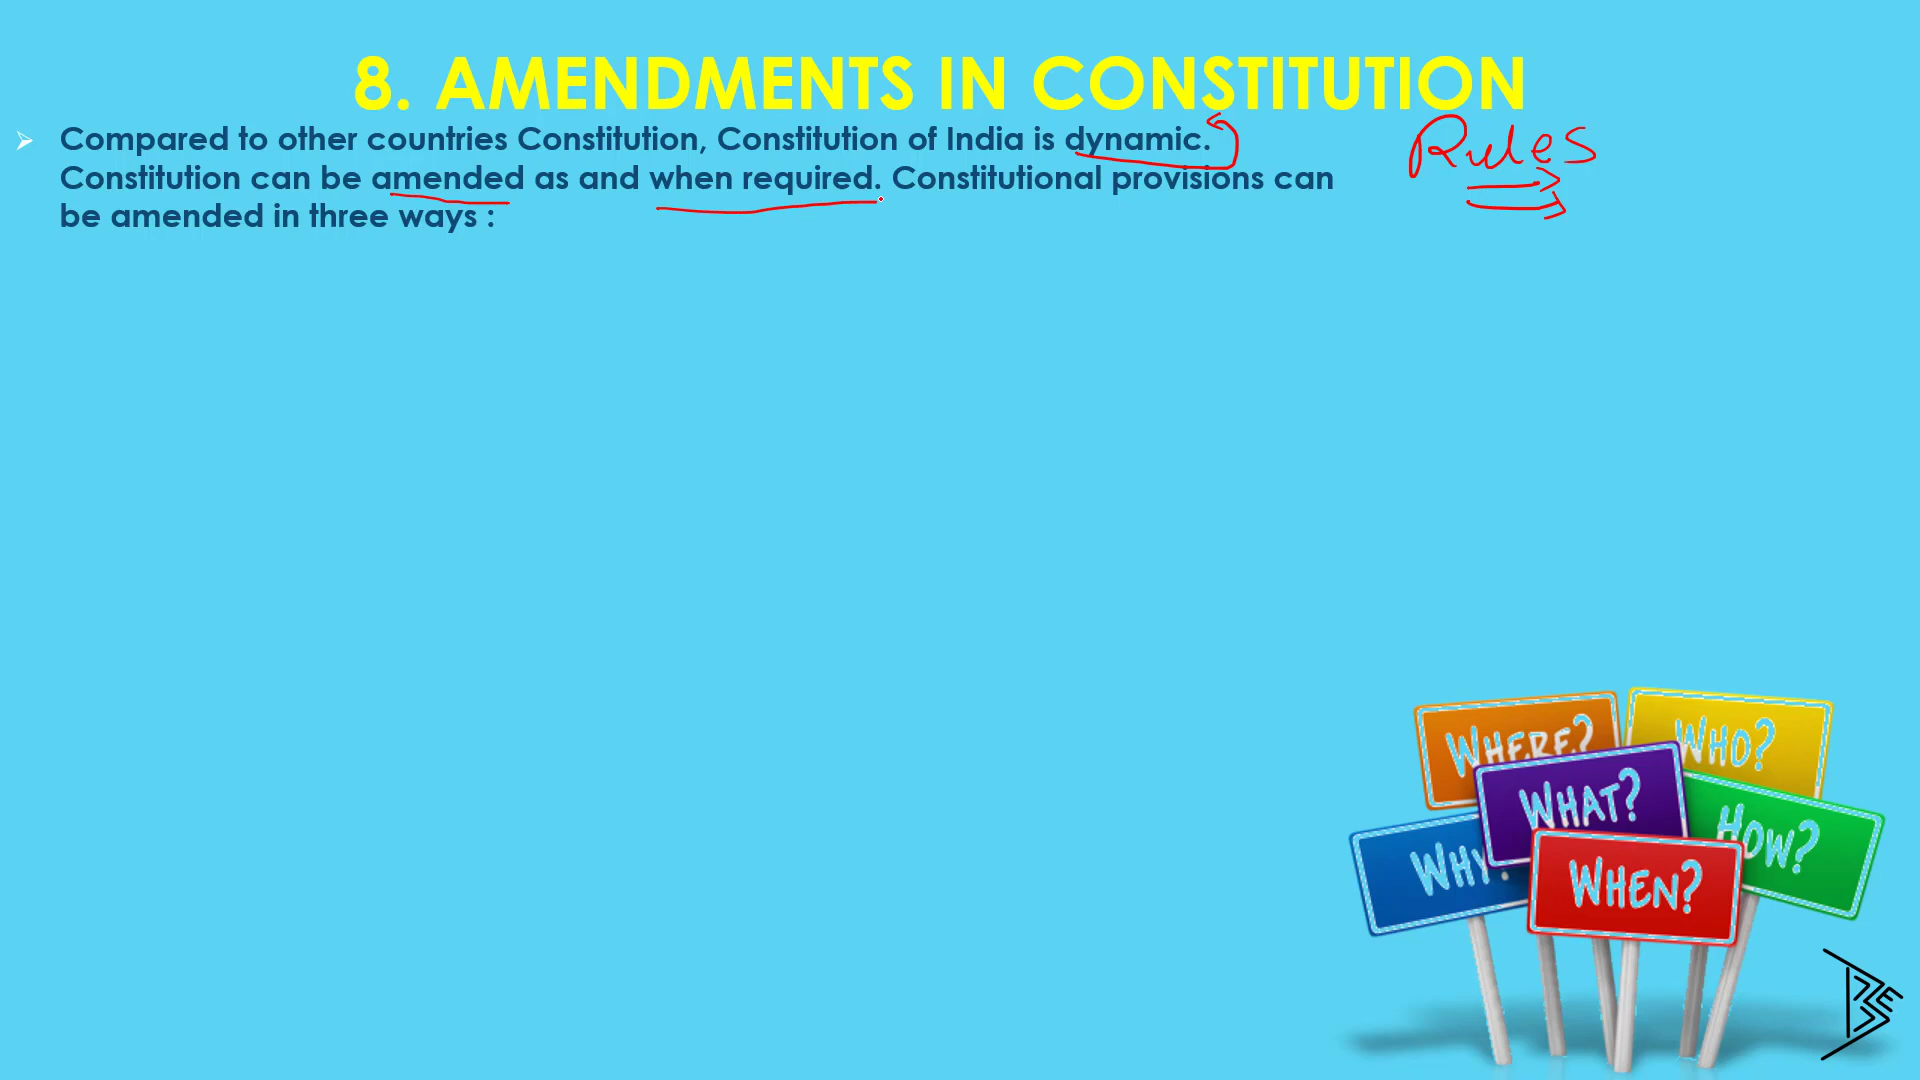 8. AMENDMENTS IN CONSTITUTION
Compared to other countries Constitution, Constitution of India is dynamic.
Constitution can be amended as and when required. Constitutional provisions can
be amended in three ways :
Rules
WHERE?
WHO?
WHAT?
WHY?
HOW?
WHEN?